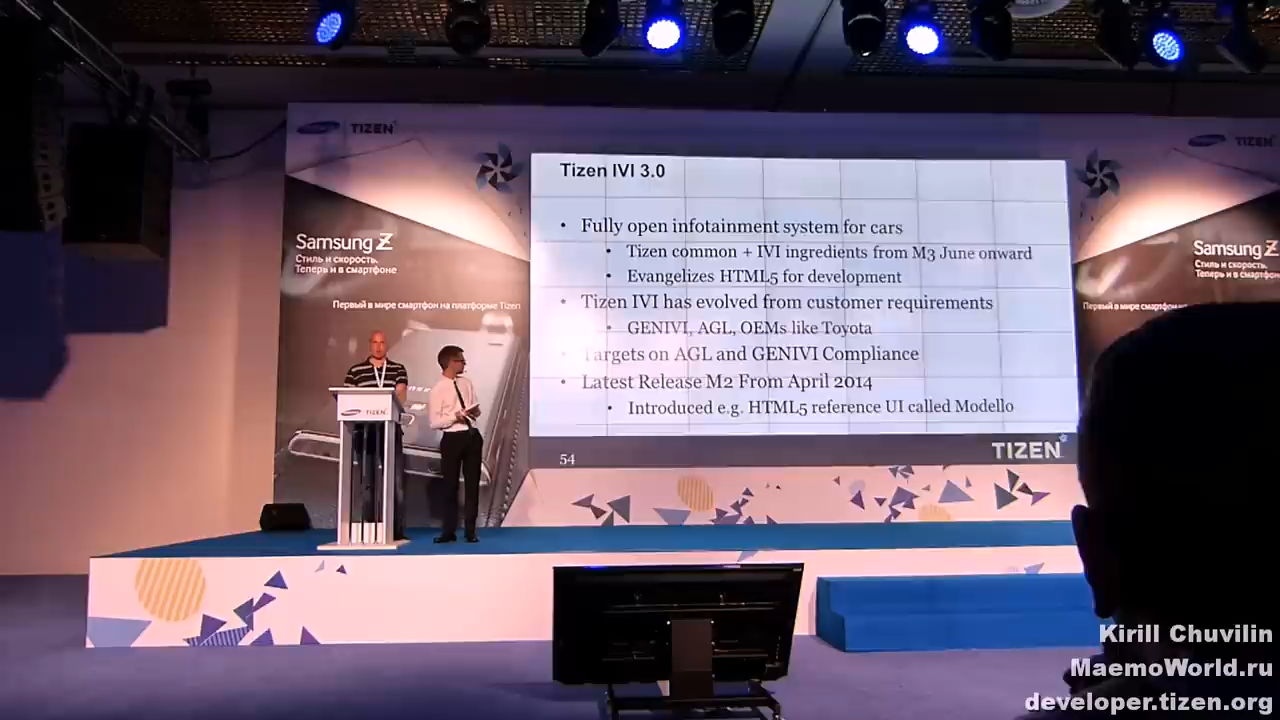 TIZEN
TIZEN
Samsung Z
Стиль и скорость.
Теперь и в смартфоне
Первый в мире смартфон на платформе Tizen
Tizen IVI 3.0
• Fully open infotainment system for cars
• Tizen common + IVI ingredients from M3 June onward
• Evangelizes HTML5 for development
• Tizen IVI has evolved from customer requirements
• GENIVI, AGL, OEMs like Toyota
• Targets on AGL and GENIVI Compliance
• Latest Release M2 From April 2014
• Introduced e.g. HTML5 reference UI called Modello
54
TIZEN
Samsung Z
Стиль и скорость.
Теперь и в смартфоне
Первый в мире смартфон
TIZEN
Kirill Chuvilin
MaemoWorld.ru
developer.tizen.org